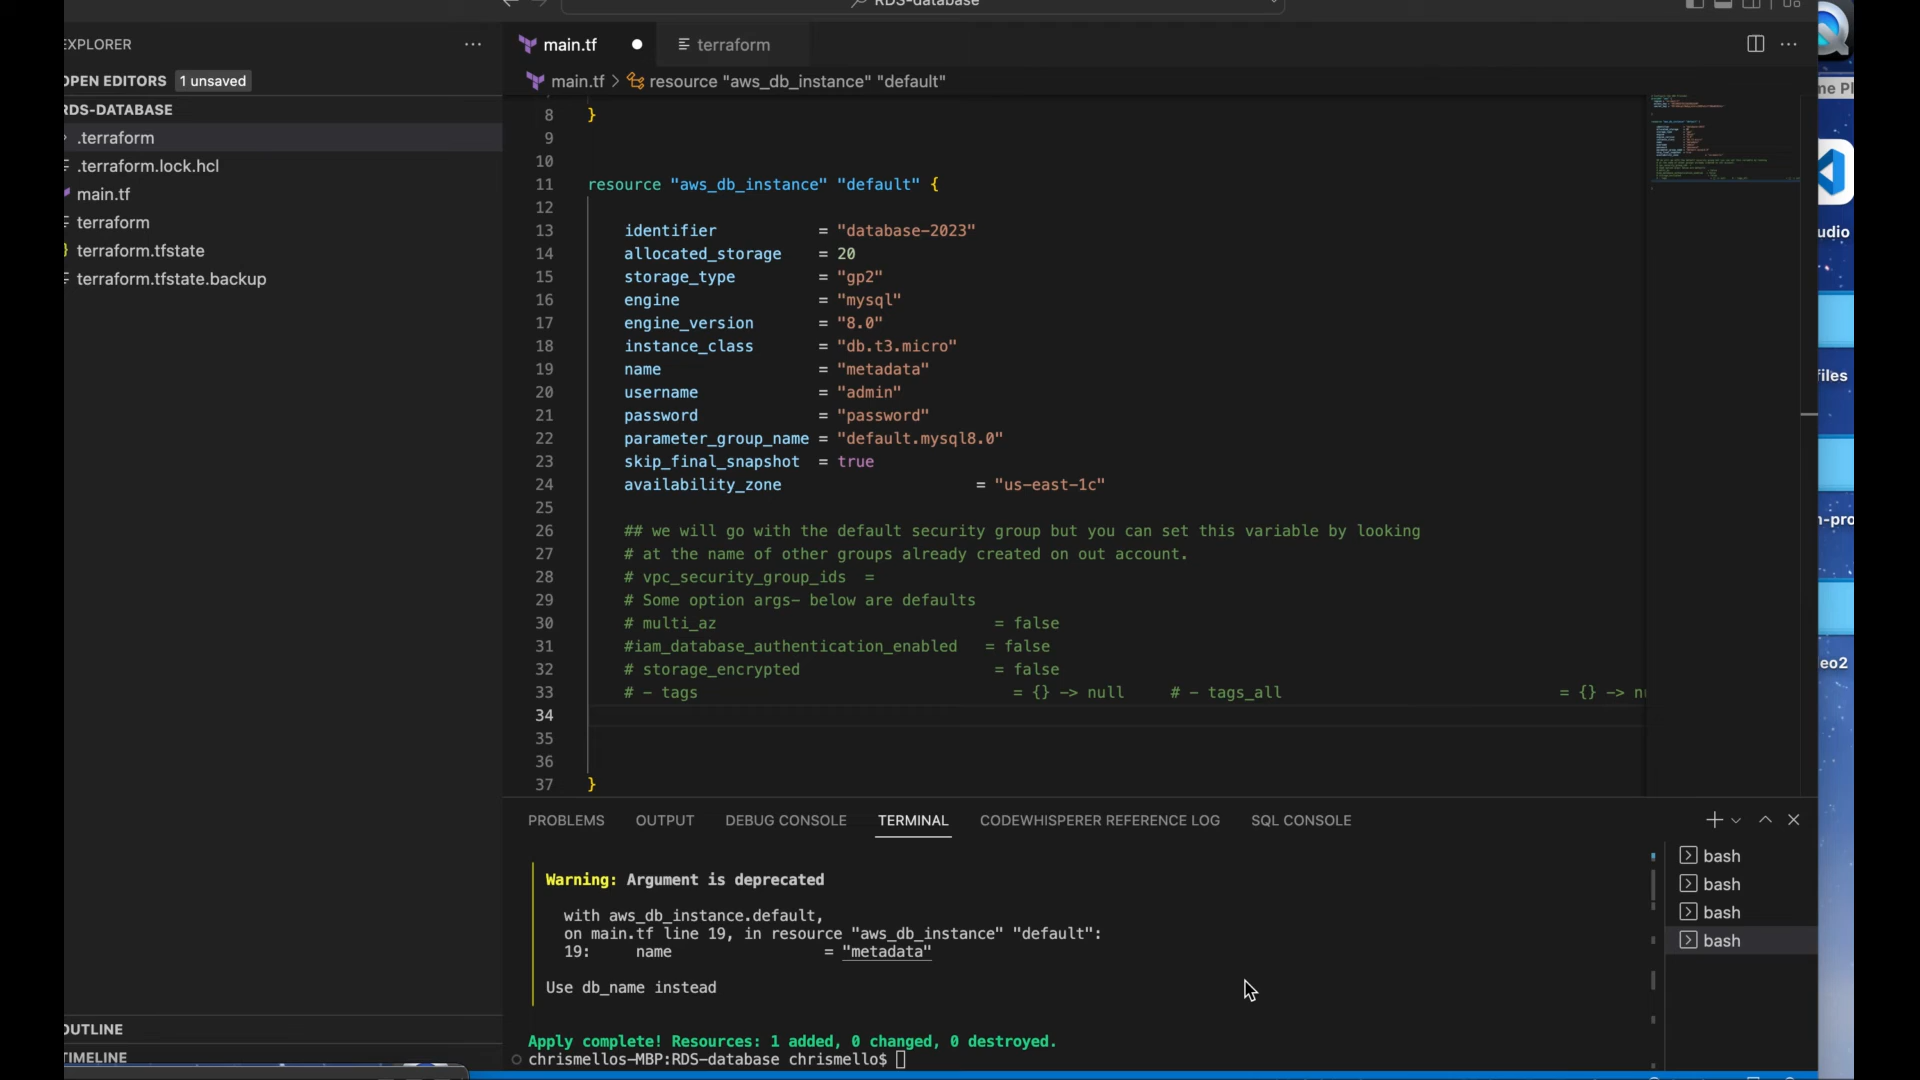 RDS-database
EXPLORER
main.tf
terraform
OPEN EDITORS 1 unsaved
main.tf > resource "aws_db_instance" "default"
RDS-DATABASE
.terraform
.terraform.lock.hcl
main.tf
terraform
terraform.tfstate
terraform.tfstate.backup
8 }
9
10
11 resource "aws_db_instance" "default" {
12
13 identifier = "database-2023"
14 allocated_storage = 20
15 storage_type = "gp2"
16 engine = "mysql"
17 engine_version = "8.0"
18 instance_class = "db.t3.micro"
19 name = "metadata"
20 username = "admin"
21 password = "password"
22 parameter_group_name = "default.mysql8.0"
23 skip_final_snapshot = true
24 availability_zone = "us-east-1c"
25
26 ## we will go with the default security group but you can set this variable by looking
27 # at the name of other groups already created on out account.
28 # vpc_security_group_ids =
29 # Some option args- below are defaults
30 # multi_az = false
31 #iam_database_authentication_enabled = false
32 # storage_encrypted = false
33 # - tags = {} -> null # - tags_all = {} -> nu
34
35
36
37 }
PROBLEMS OUTPUT DEBUG CONSOLE TERMINAL CODEWHISPERER REFERENCE LOG SQL CONSOLE
Warning: Argument is deprecated
with aws_db_instance.default,
on main.tf line 19, in resource "aws_db_instance" "default":
19: name = "metadata"
Use db_name instead
Apply complete! Resources: 1 added, 0 changed, 0 destroyed.
chrismellos-MBP:RDS-database chrismello$
bash
bash
bash
bash
OUTLINE
TIMELINE
me Pl
udio
files
n-pro
eo2